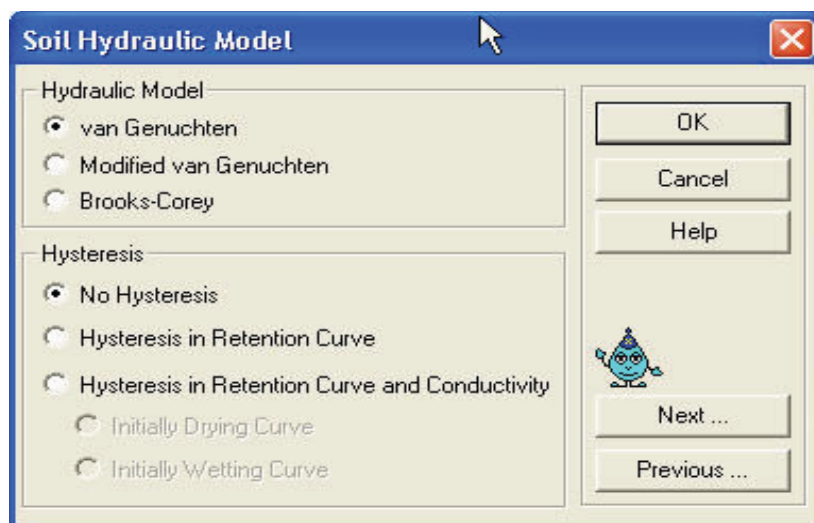 Soil Hydraulic Model
Hydraulic Model
van Genuchten
Modified van Genuchten
Brooks-Corey
Hysteresis
No Hysteresis
Hysteresis in Retention Curve
Hysteresis in Retention Curve and Conductivity
Initially Drying Curve
Initially Wetting Curve
OK
Cancel
Help
Next ...
Previous ...